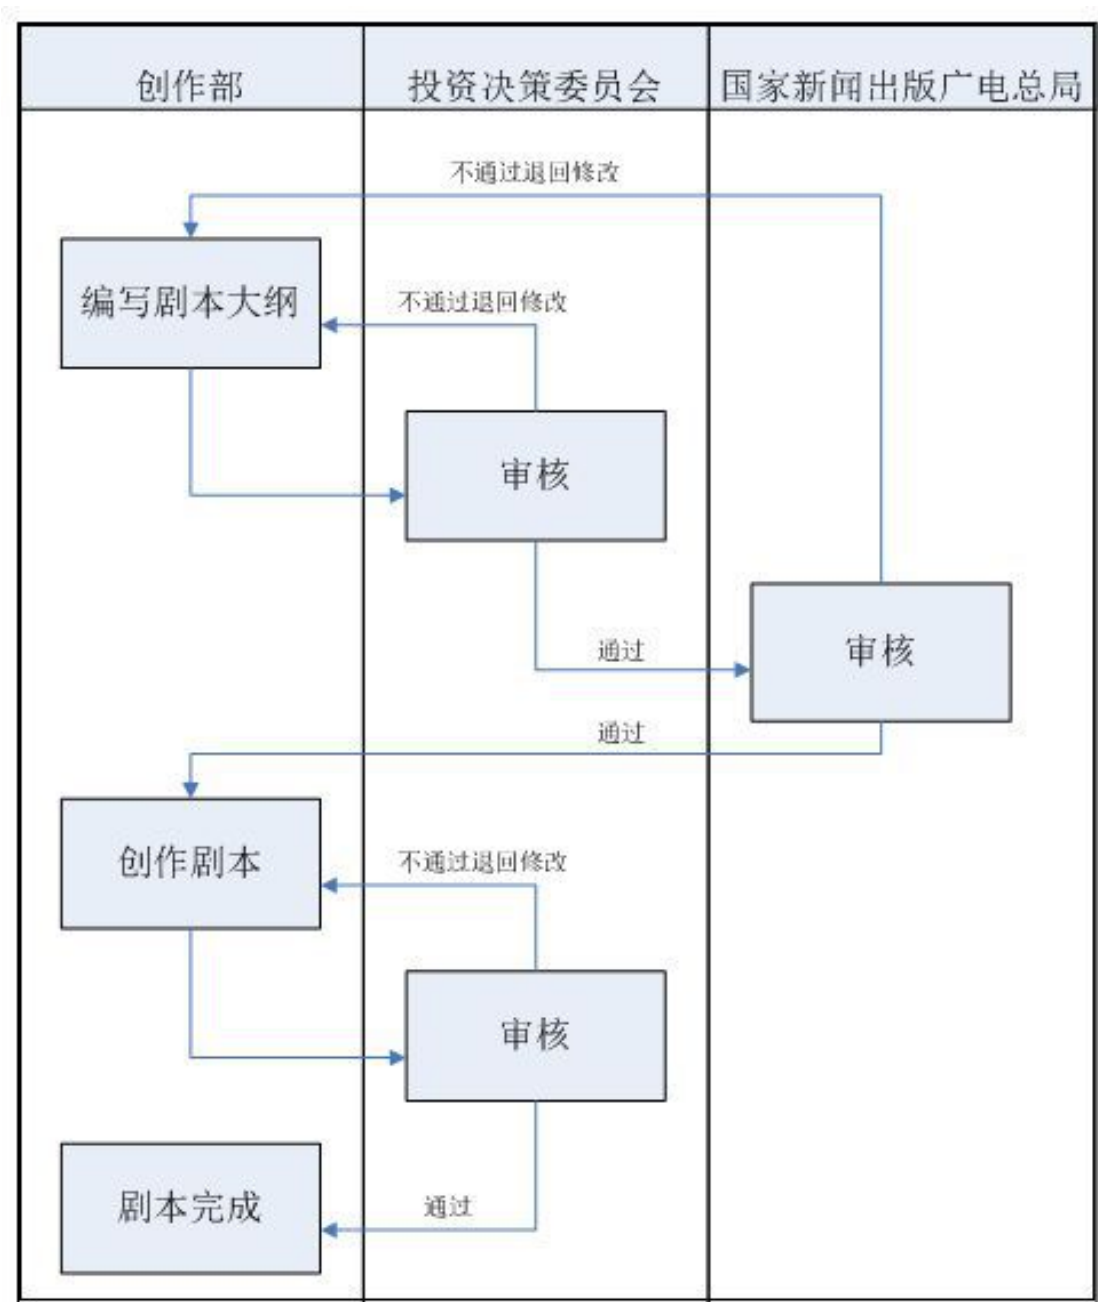 创作部
投资决策委员会
国家新闻出版广电总局
不通过退回修改
编写剧本大纲
不通过退回修改
审核
通过
审核
通过
创作剧本
不通过退回修改
审核
剧本完成
通过